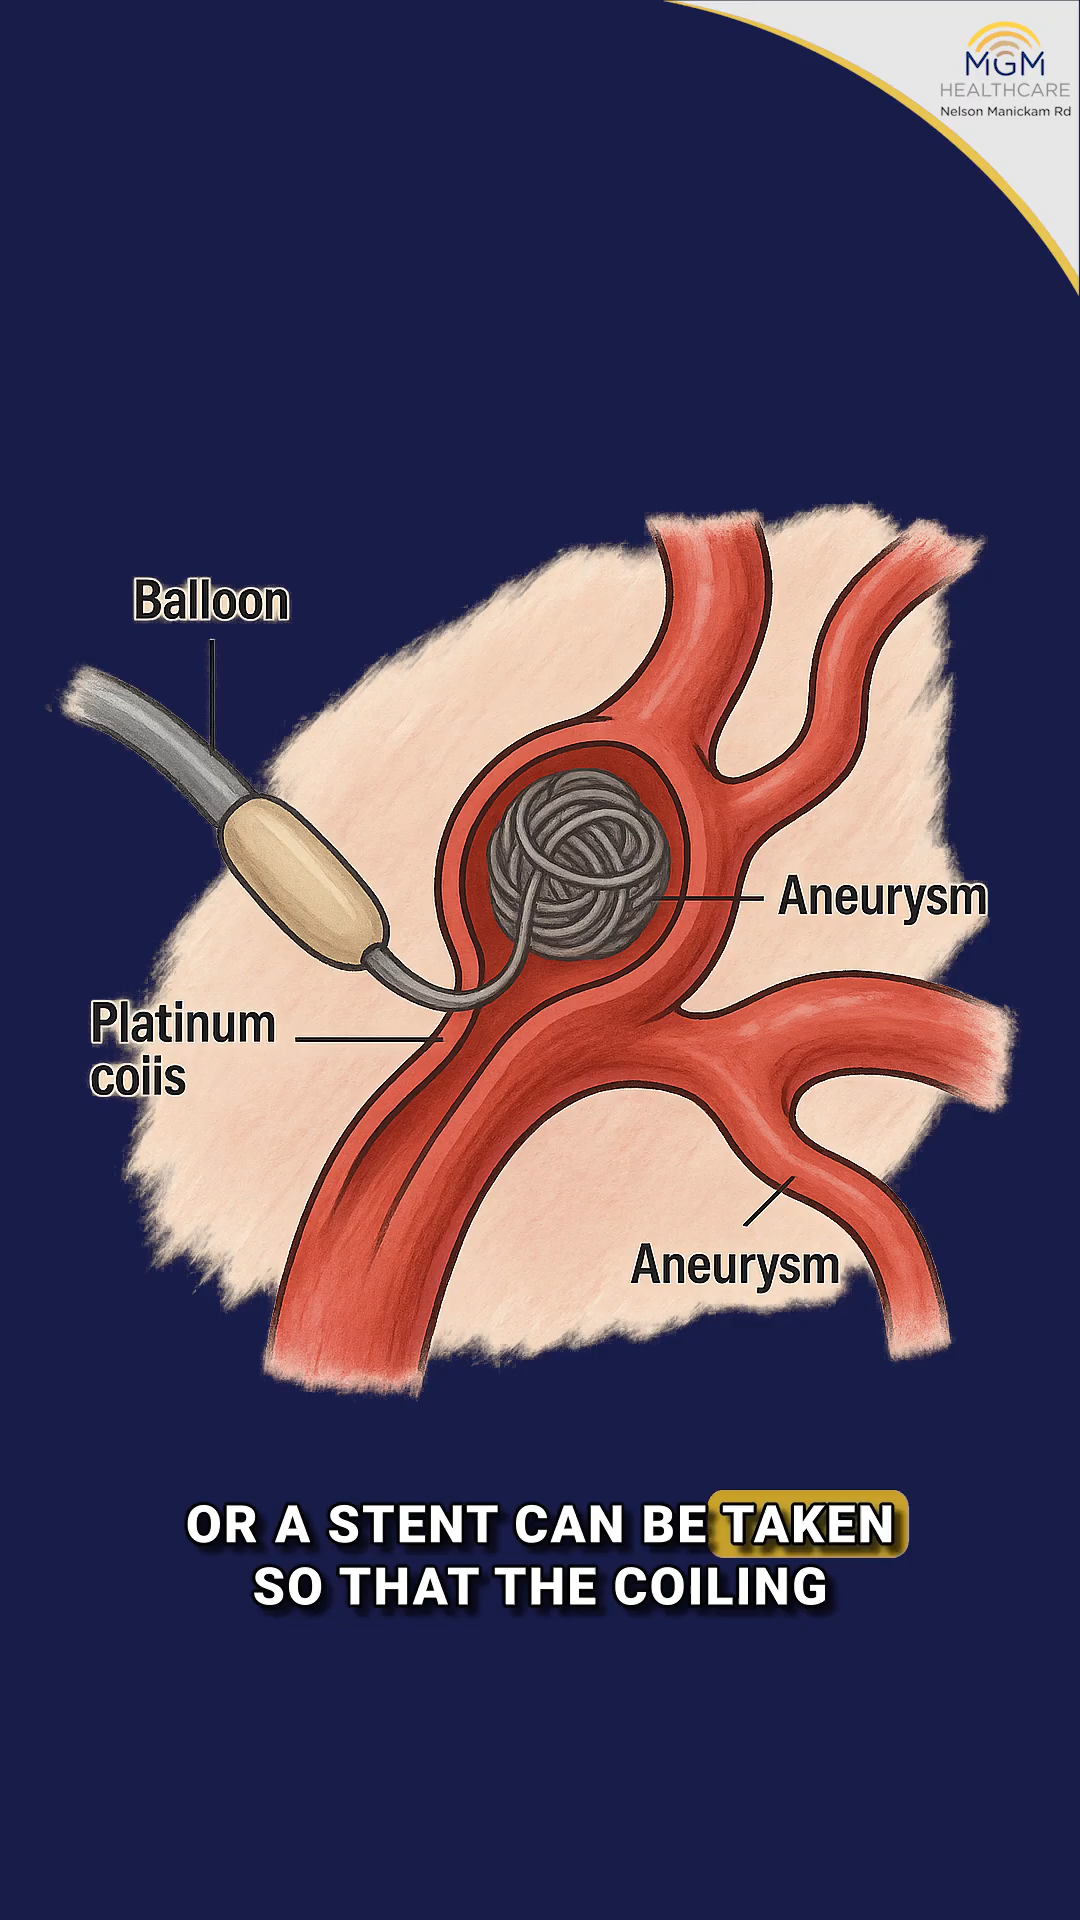 MGM
HEALTHCARE
Nelson Manickam Rd
Balloon
Aneurysm
Platinum
coiis
Aneurysm
OR A STENT CAN BE TAKEN
SO THAT THE COILING